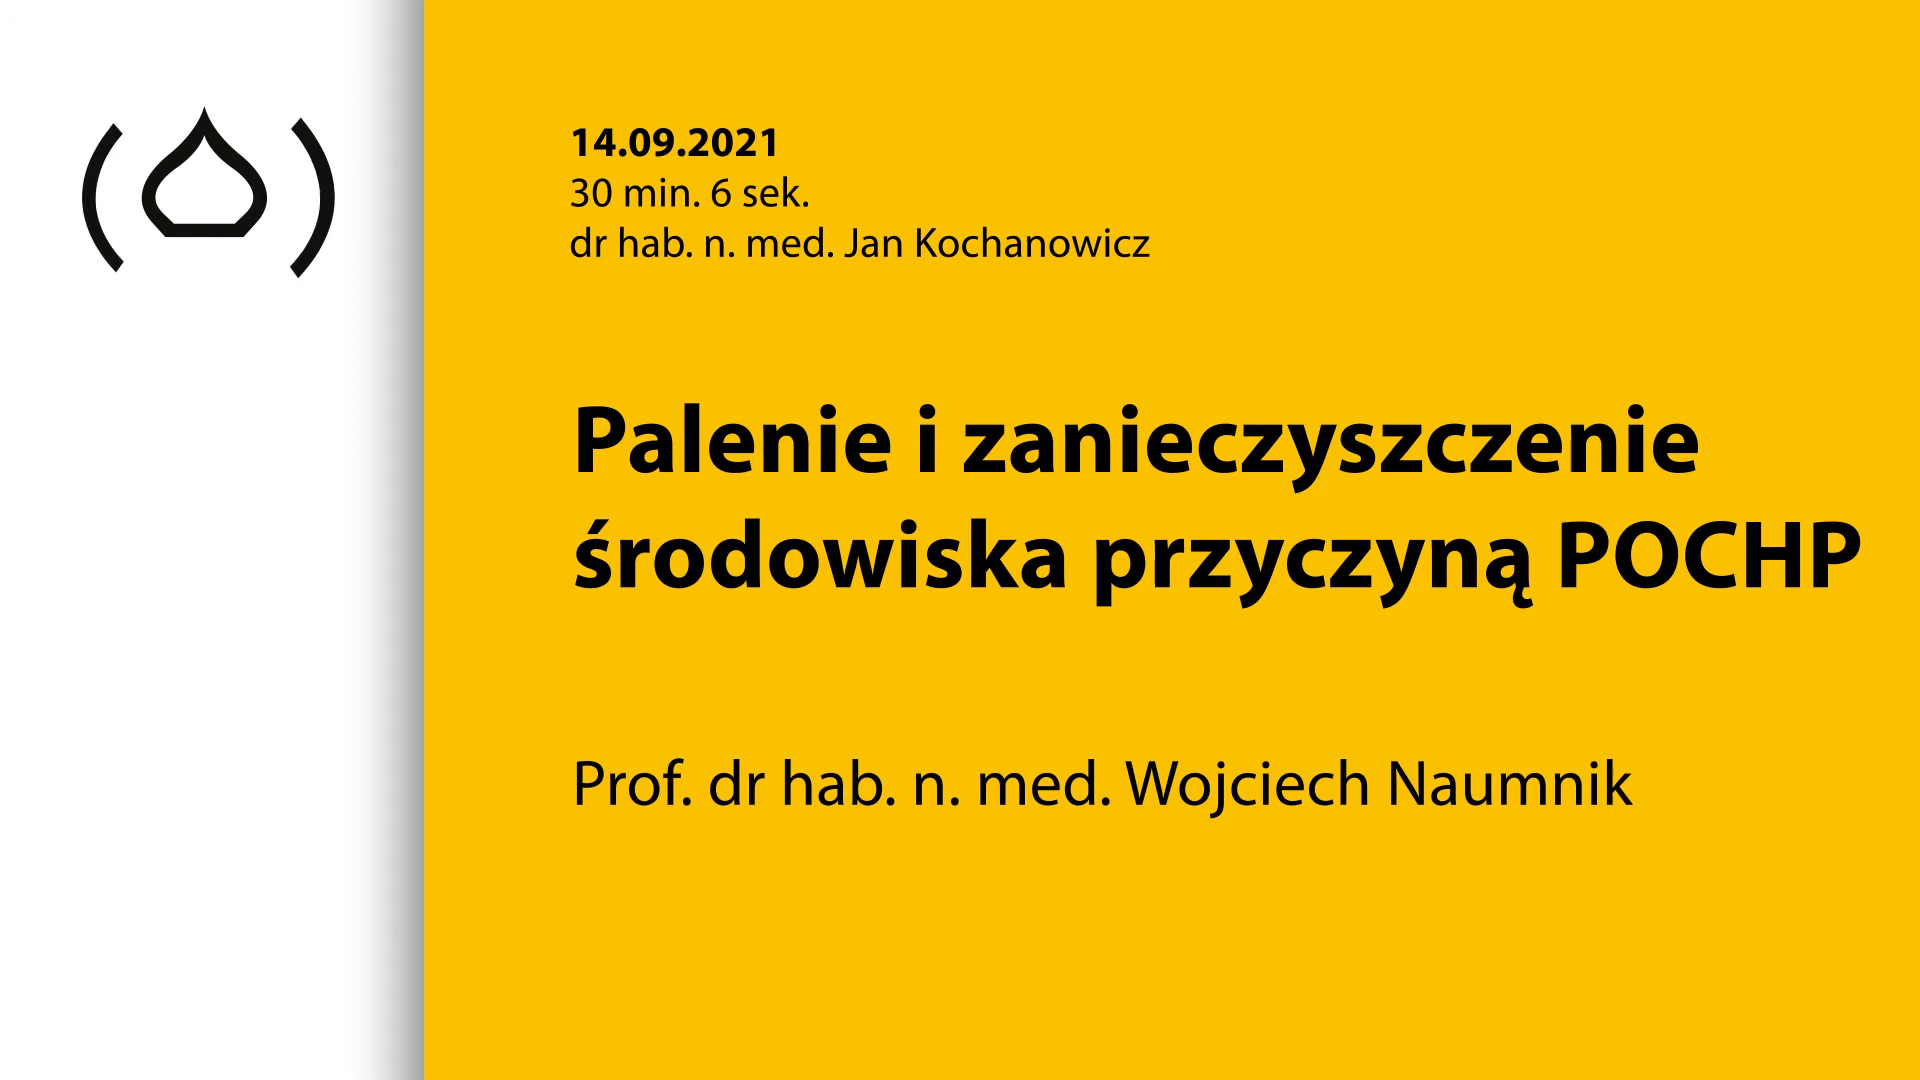 14.09.2021
30 min. 6 sek.
dr hab. n. med. Jan Kochanowicz
Palenie i zanieczyszczenie
środowiska przyczyną POCHP
Prof. dr hab. n. med. Wojciech Naumnik